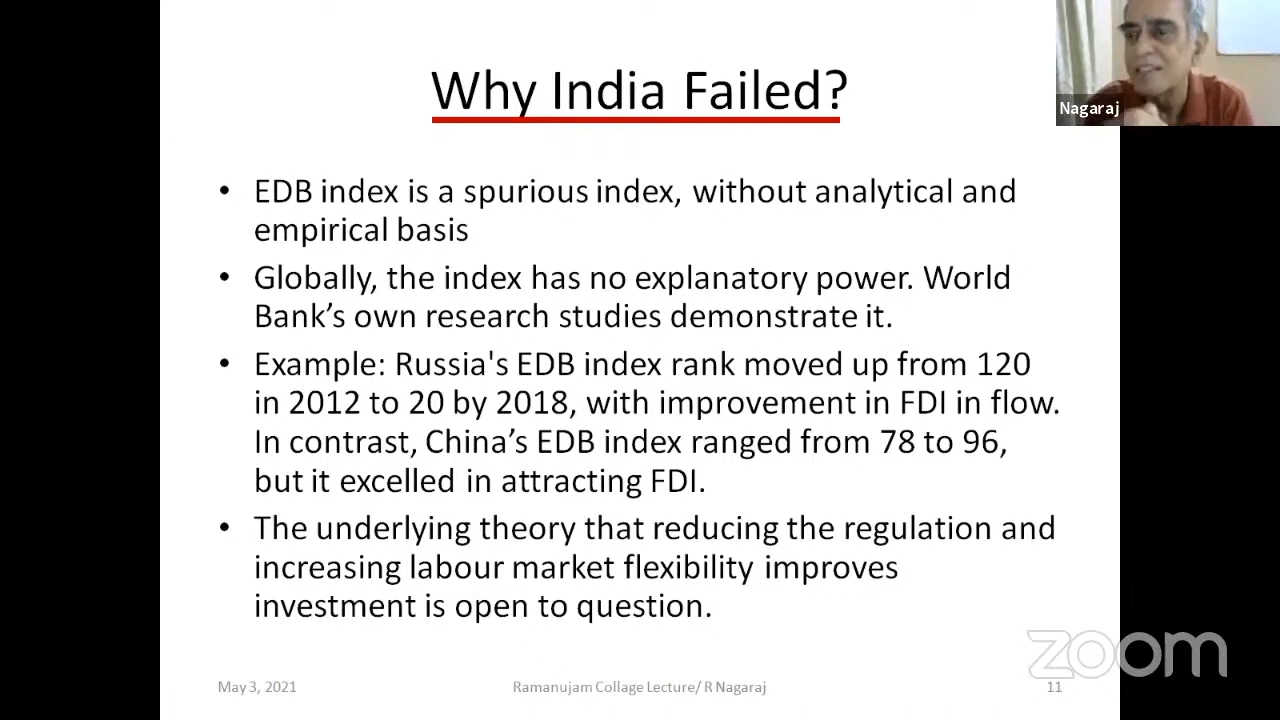 Why India Failed?
Nagaraj
• EDB index is a spurious index, without analytical and
empirical basis
• Globally, the index has no explanatory power. World
Bank’s own research studies demonstrate it.
• Example: Russia's EDB index rank moved up from 120
in 2012 to 20 by 2018, with improvement in FDI in flow.
In contrast, China’s EDB index ranged from 78 to 96,
but it excelled in attracting FDI.
• The underlying theory that reducing the regulation and
increasing labour market flexibility improves
investment is open to question.
zoom
May 3, 2021
Ramanujam Collage Lecture/ R Nagaraj
11